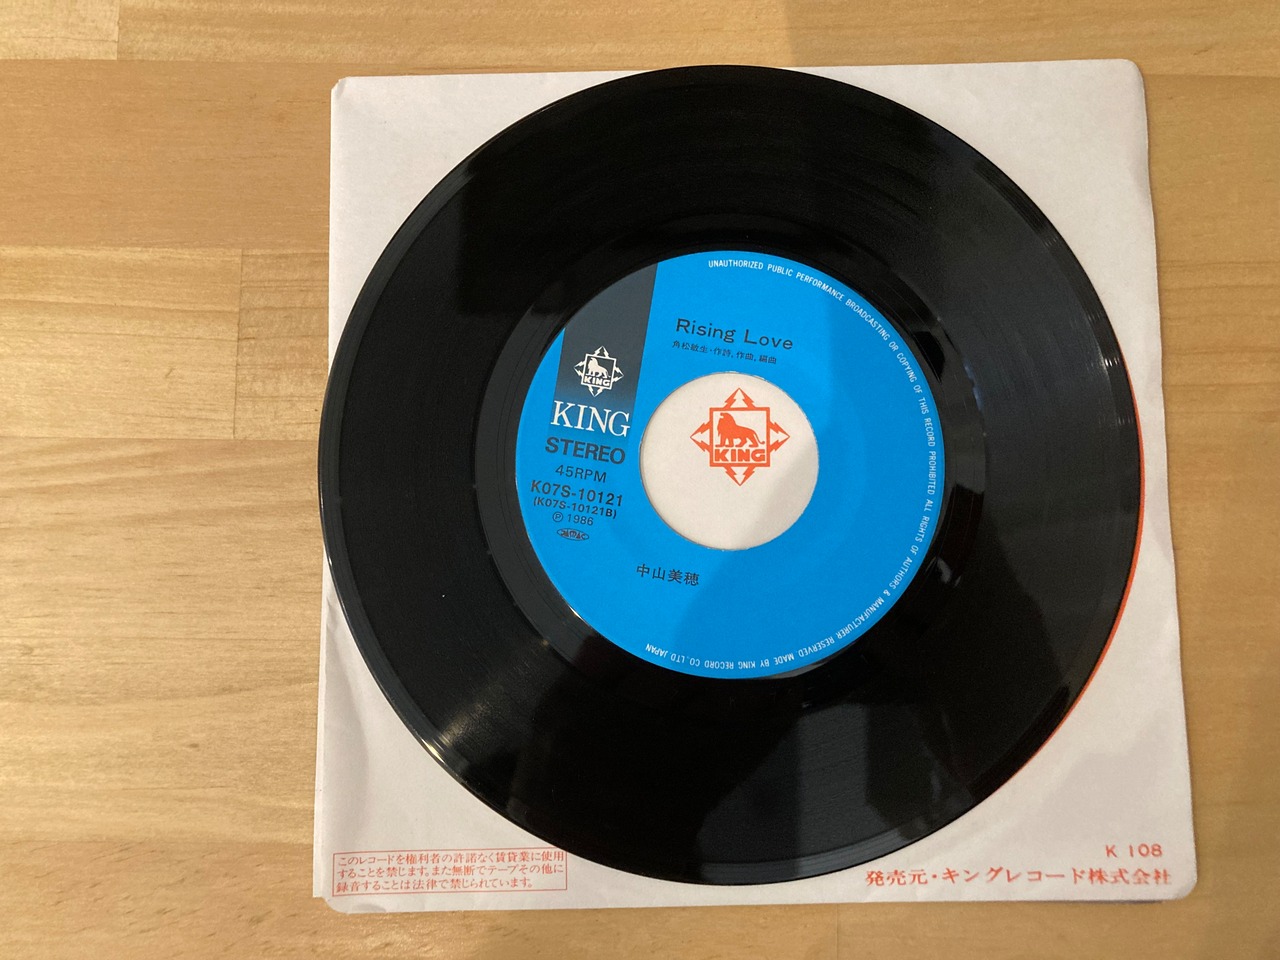 UNAUTHORIZED PUBLIC PERFORMANCE BROADCASTING OR COPYING OF THIS RECORD PROHIBITED ALL RIGHTS OF AUTHORS & MANUFACTURER RESERVED. MADE BY KING RECORD CO., LTD. JAPAN
Rising Love
角松敏生・作詩, 作曲, 編曲
KING
KING
STEREO
45RPM
K07S-10121
(K07S-10121B)
Ⓟ 1986
KING
中山美穂
このレコードを権利者の許諾なく賃貸業に使用
することを禁じます。また無断でテープその他に
録音することは法律で禁じられています。
K 108
発売元・キングレコード株式会社